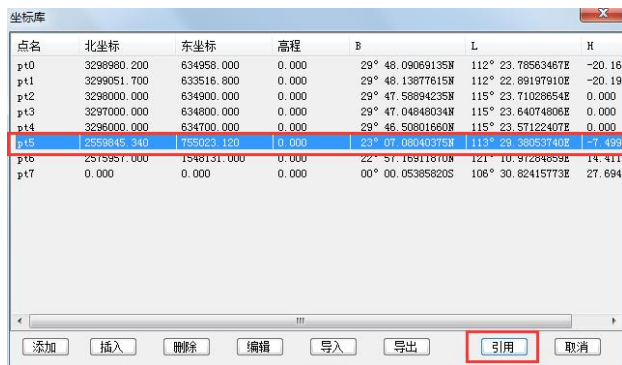 坐标库
点名 北坐标 东坐标 高程 B L H
pt0 3298980.200 634958.000 0.000 29° 48.09069135N 112° 23.78563467E -20.16
pt1 3299051.700 633516.800 0.000 29° 48.13877615N 112° 22.89197910E -20.19
pt2 3298000.000 634900.000 0.000 29° 47.58894235N 115° 23.71028654E 0.000
pt3 3297000.000 634800.000 0.000 29° 47.04848034N 115° 23.64074806E 0.000
pt4 3296000.000 634700.000 0.000 29° 46.50801660N 115° 23.57122407E 0.000
pt5 2559845.340 755023.120 0.000 23° 07.08040375N 113° 29.38053740E -7.499
pt6 2575957.000 1548131.000 0.000 22° 57.16911870N 121° 10.97284859E 14.411
pt7 0.000 0.000 0.000 00° 00.05385820S 106° 30.82415773E 27.694
添加 插入 删除 编辑 导入 导出 引用 取消